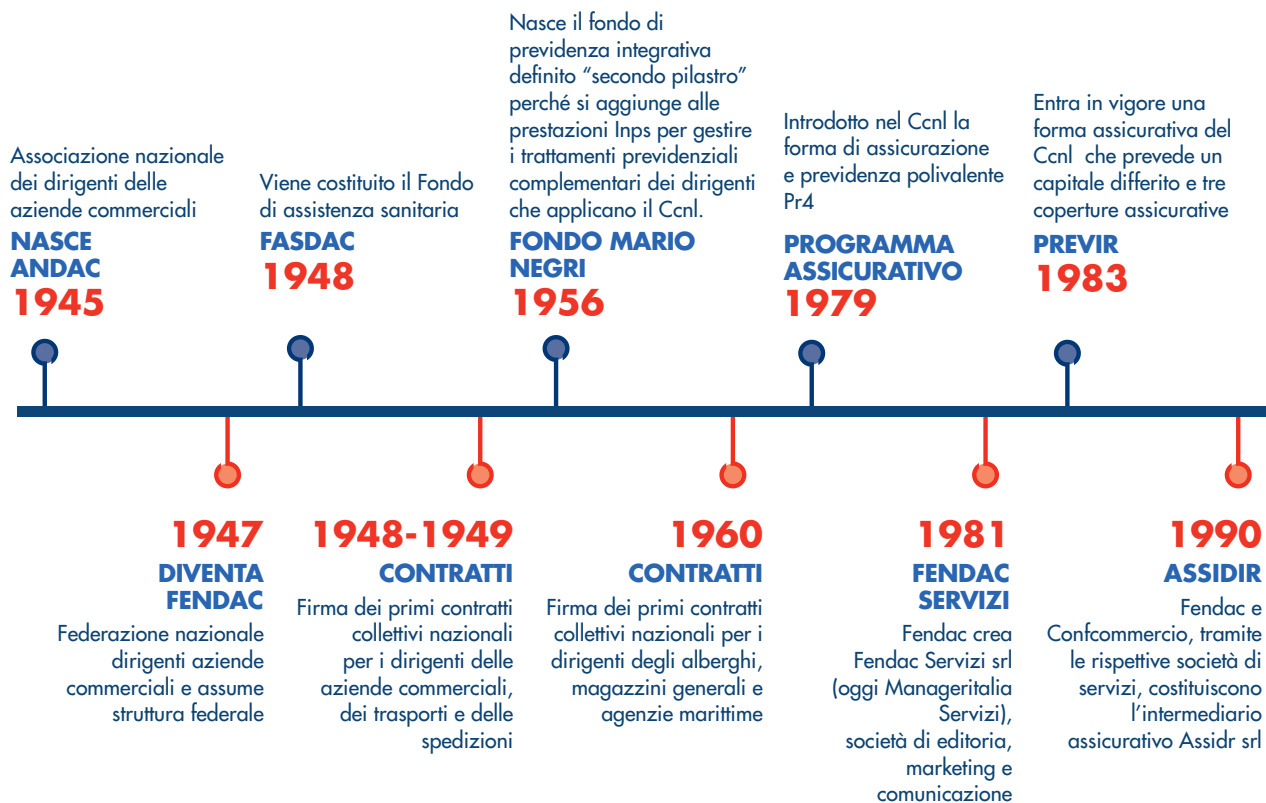 Associazione nazionale
dei dirigenti delle
aziende commerciali
NASCE
ANDAC
1945
Viene costituito il Fondo
di assistenza sanitaria
FASDAC
1948
Nasce il fondo di
previdenza integrativa
definito “secondo pilastro”
perché si aggiunge alle
prestazioni Inps per gestire
i trattamenti previdenziali
complementari dei dirigenti
che applicano il Ccnl.
FONDO MARIO
NEGRI
1956
Introdotto nel Ccnl la
forma di assicurazione
e previdenza polivalente
Pr4
PROGRAMMA
ASSICURATIVO
1979
Entra in vigore una
forma assicurativa del
Ccnl che prevede un
capitale differito e tre
coperture assicurative
PREVIR
1983
1947
DIVENTA
FENDAC
Federazione nazionale
dirigenti aziende
commerciali e assume
struttura federale
1948-1949
CONTRATTI
Firma dei primi contratti
collettivi nazionali
per i dirigenti delle
aziende commerciali,
dei trasporti e delle
spedizioni
1960
CONTRATTI
Firma dei primi contratti
collettivi nazionali per i
dirigenti degli alberghi,
magazzini generali e
agenzie marittime
1981
FENDAC
SERVIZI
Fendac crea
Fendac Servizi srl
(oggi Manageritalia
Servizi),
società di editoria,
marketing e
comunicazione
1990
ASSIDIR
Fendac e
Confcommercio, tramite
le rispettive società di
servizi, costituiscono
l’intermediario
assicurativo Assidr srl